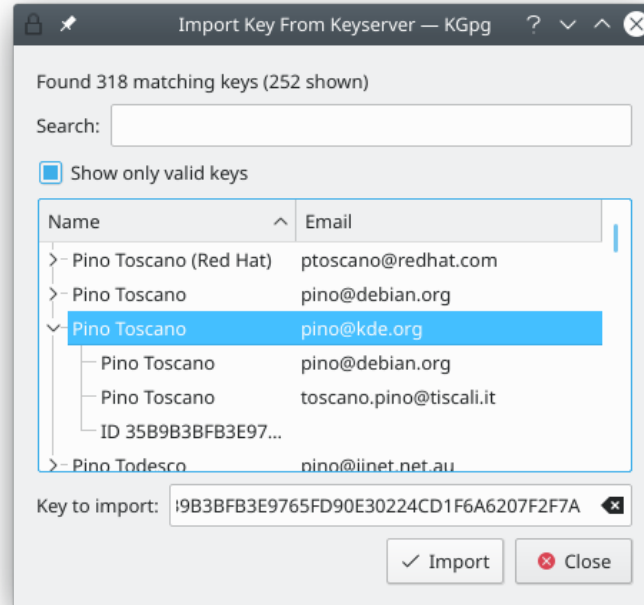 Import Key From Keyserver — KGpg
Found 318 matching keys (252 shown)
Search:
Show only valid keys
Name Email
Pino Toscano (Red Hat) ptoscano@redhat.com
Pino Toscano pino@debian.org
Pino Toscano pino@kde.org
Pino Toscano pino@debian.org
Pino Toscano toscano.pino@tiscali.it
ID 35B9B3BFB3E97...
Pino Todesco pino@iinet.net.au
Key to import: 39B3BFB3E9765FD90E30224CD1F6A6207F2F7A
Import Close